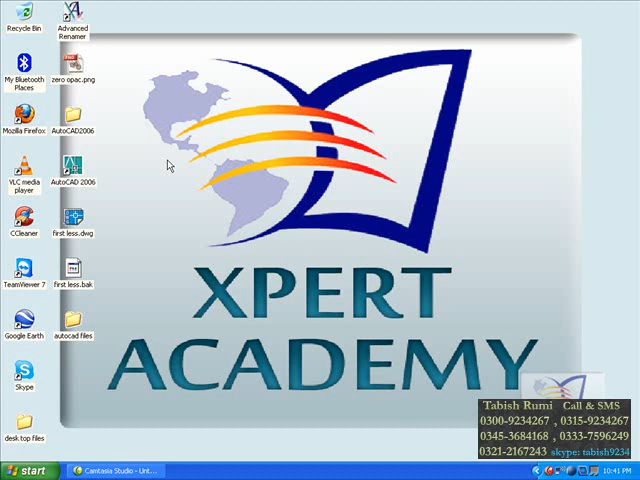 Recycle Bin
Advanced
Renamer
My Bluetooth
Places
zero opac.png
Mozilla Firefox
AutoCAD2006
VLC media
player
AutoCAD 2006
CCleaner
first less.dwg
TeamViewer 7
first less.bak
Google Earth
autocad files
Skype
desk top files
XPERT
ACADEMY
Tabish Rumi Call & SMS
0300-9234267 , 0315-9234267
0345-3684168 , 0333-7596249
0321-2167243 skype: tabish9234
start
Camtasia Studio - Unt...
10:41 PM